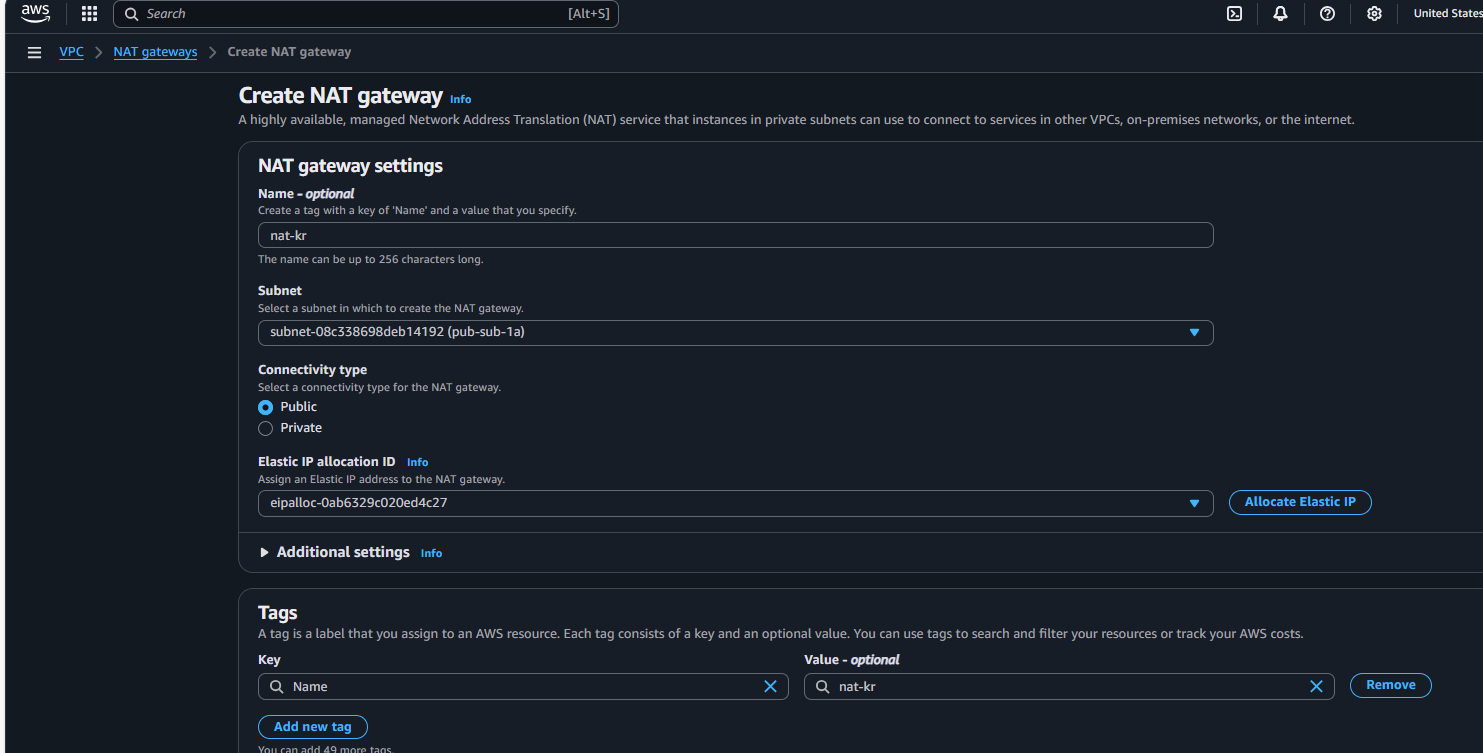 aws
Search [Alt+S] United States
VPC > NAT gateways > Create NAT gateway
Create NAT gateway Info
A highly available, managed Network Address Translation (NAT) service that instances in private subnets can use to connect to services in other VPCs, on-premises networks, or the internet.
NAT gateway settings
Name - optional
Create a tag with a key of 'Name' and a value that you specify.
nat-kr
The name can be up to 256 characters long.
Subnet
Select a subnet in which to create the NAT gateway.
subnet-08c338698deb14192 (pub-sub-1a)
Connectivity type
Select a connectivity type for the NAT gateway.
Public
Private
Elastic IP allocation ID Info
Assign an Elastic IP address to the NAT gateway.
eipalloc-0ab6329c020ed4c27 Allocate Elastic IP
Additional settings Info
Tags
A tag is a label that you assign to an AWS resource. Each tag consists of a key and an optional value. You can use tags to search and filter your resources or track your AWS costs.
Key Value - optional
Name nat-kr Remove
Add new tag
You can add 49 more tags.